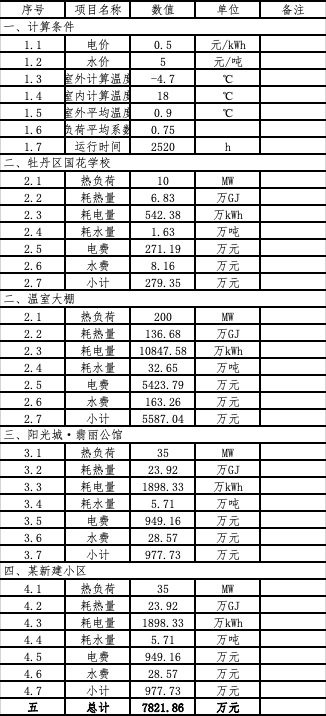 序号 项目名称 数值 单位 备注
一、计算条件
1.1 电价 0.5 元/kWh
1.2 水价 5 元/吨
1.3 室外计算温度 -4.7 ℃
1.4 室内计算温度 18 ℃
1.5 室外平均温度 0.9 ℃
1.6 负荷平均系数 0.75
1.7 运行时间 2520 h
二、牡丹区国花学校
2.1 热负荷 10 MW
2.2 耗热量 6.83 万GJ
2.3 耗电量 542.38 万kWh
2.4 耗水量 1.63 万吨
2.5 电费 271.19 万元
2.6 水费 8.16 万元
2.7 小计 279.35 万元
二、温室大棚
2.1 热负荷 200 MW
2.2 耗热量 136.68 万GJ
2.3 耗电量 10847.58 万kWh
2.4 耗水量 32.65 万吨
2.5 电费 5423.79 万元
2.6 水费 163.26 万元
2.7 小计 5587.04 万元
三、阳光城·翡丽公馆
3.1 热负荷 35 MW
3.2 耗热量 23.92 万GJ
3.3 耗电量 1898.33 万kWh
3.4 耗水量 5.71 万吨
3.5 电费 949.16 万元
3.6 水费 28.57 万元
3.7 小计 977.73 万元
四、某新建小区
4.1 热负荷 35 MW
4.2 耗热量 23.92 万GJ
4.3 耗电量 1898.33 万kWh
4.4 耗水量 5.71 万吨
4.5 电费 949.16 万元
4.6 水费 28.57 万元
4.7 小计 977.73 万元
五 总计 7821.86 万元